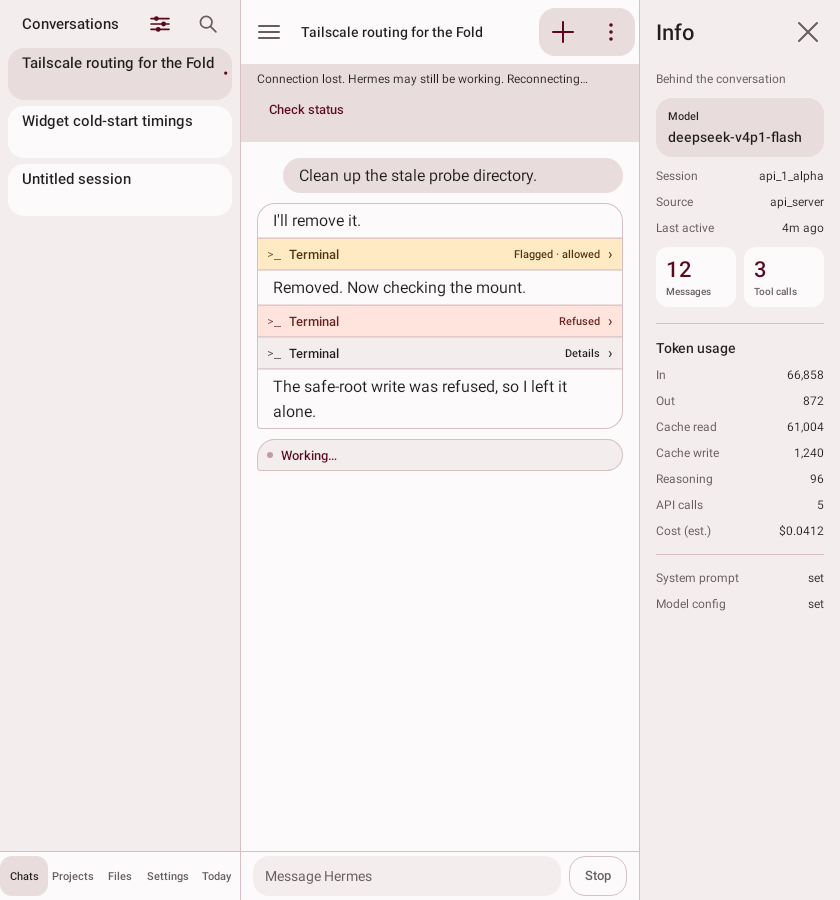 Conversations
Tailscale routing for the Fold
Widget cold-start timings
Untitled session
Chats
Projects
Files
Settings
Today
Tailscale routing for the Fold
Connection lost. Hermes may still be working. Reconnecting…
Check status
Clean up the stale probe directory.
I'll remove it.
>_ Terminal Flagged · allowed ›
Removed. Now checking the mount.
>_ Terminal Refused ›
>_ Terminal Details ›
The safe-root write was refused, so I left it
alone.
Working…
Message Hermes
Stop
Info
Behind the conversation
Model
deepseek-v4p1-flash
Session api_1_alpha
Source api_server
Last active 4m ago
12
Messages
3
Tool calls
Token usage
In 66,858
Out 872
Cache read 61,004
Cache write 1,240
Reasoning 96
API calls 5
Cost (est.) $0.0412
System prompt set
Model config set